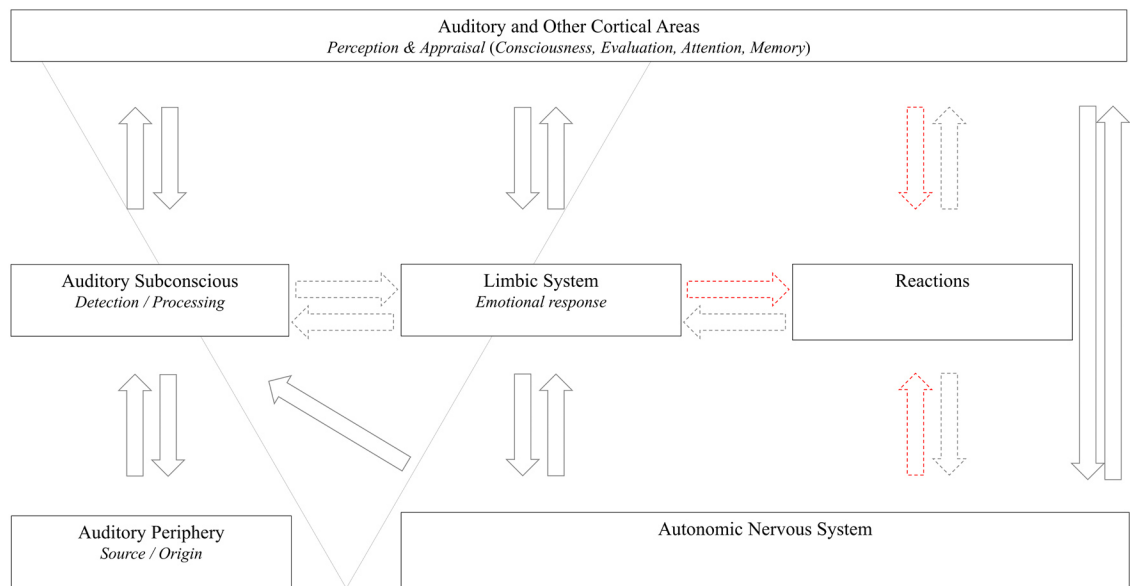 Auditory and Other Cortical Areas
Perception & Appraisal (Consciousness, Evaluation, Attention, Memory)
Auditory Subconscious
Detection / Processing
Limbic System
Emotional response
Reactions
Auditory Periphery
Source / Origin
Autonomic Nervous System